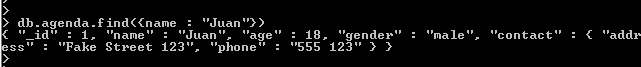 >
> db.agenda.find({name : "Juan"})
{ "_id" : 1, "name" : "Juan", "age" : 18, "gender" : "male", "contact" : { "addr
ess" : "Fake Street 123", "phone" : "555 123" } }
>